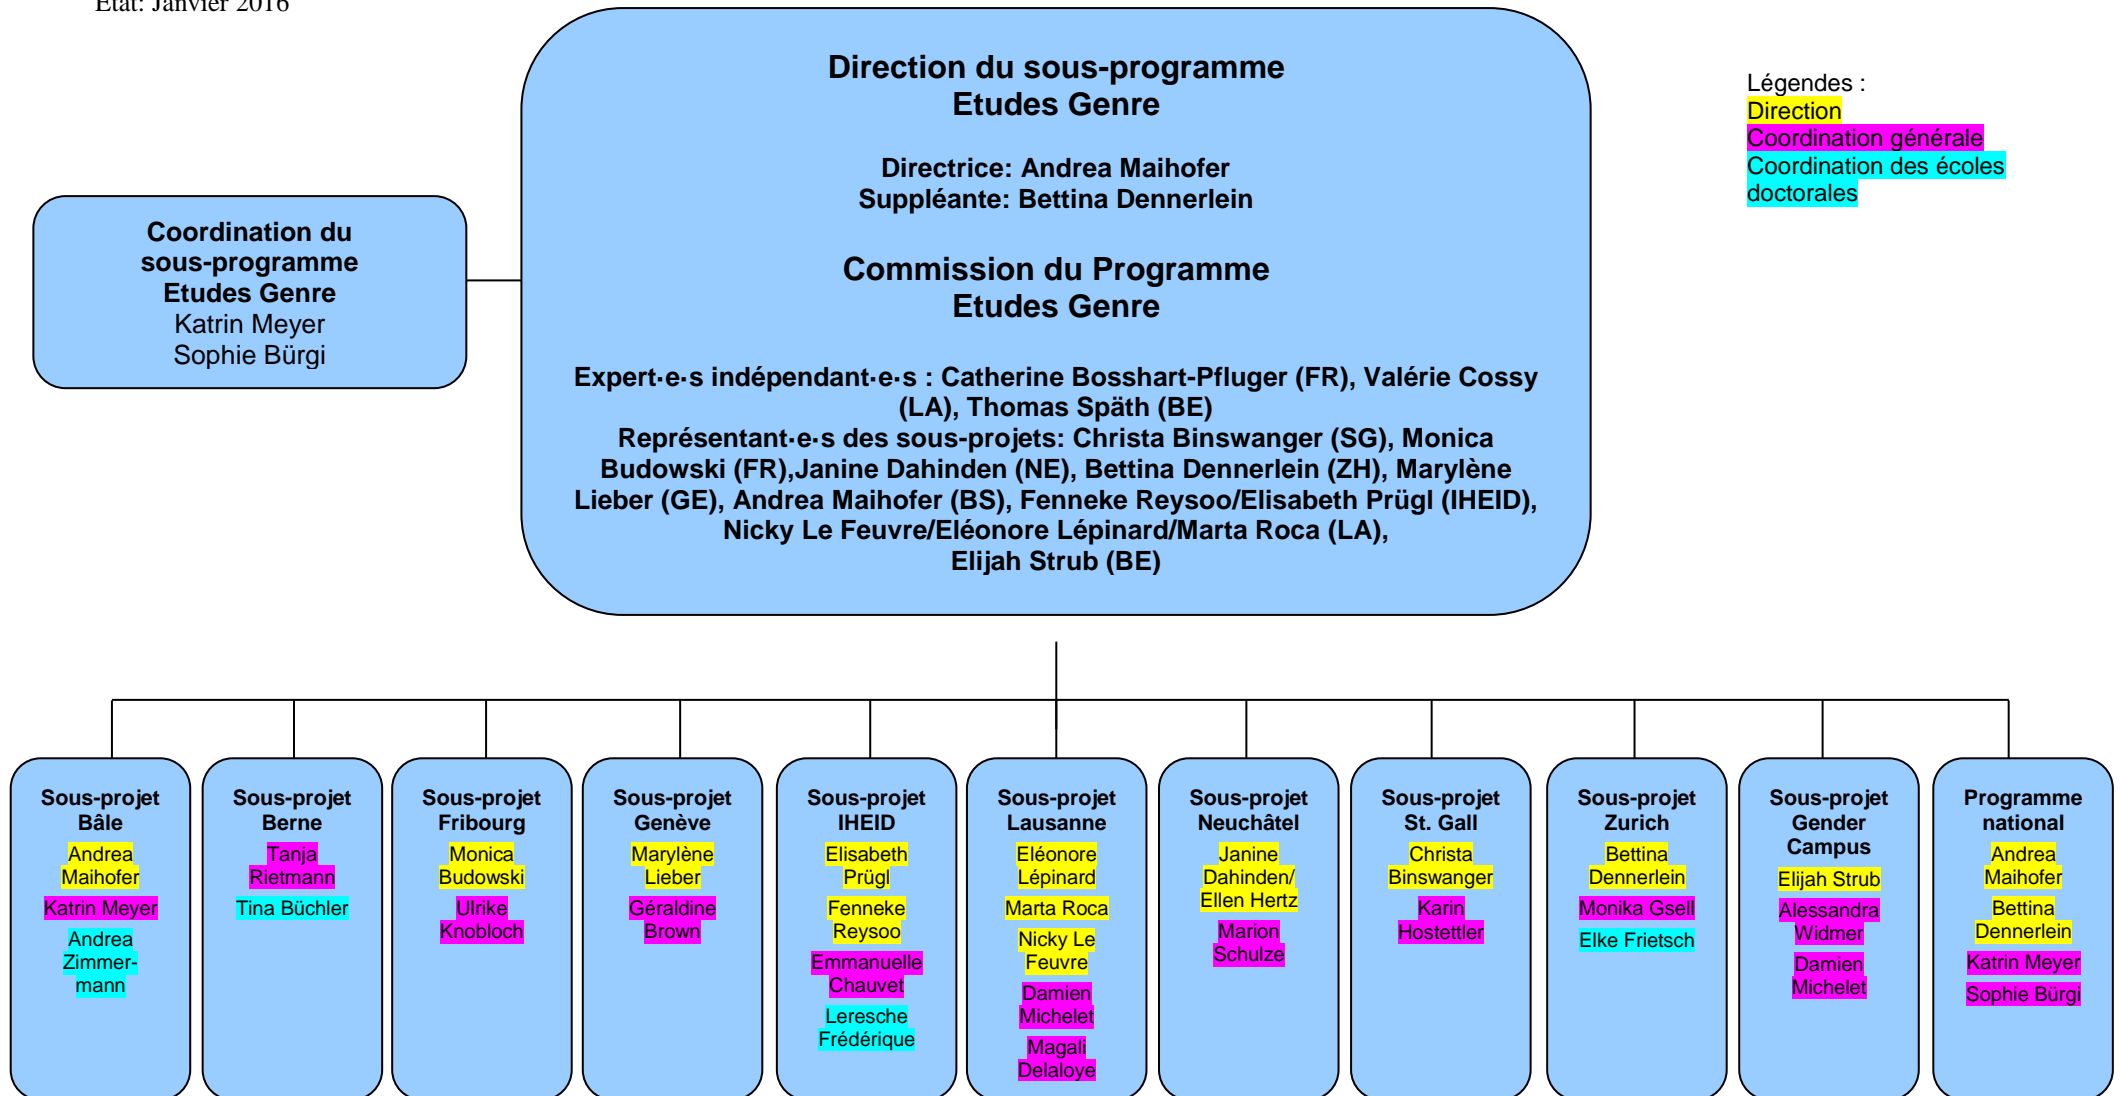 Etat: Janvier 2016
Direction du sous-programme
Etudes Genre
Directrice: Andrea Maihofer
Suppléante: Bettina Dennerlein
Commission du Programme
Etudes Genre
Expert·e·s indépendant·e·s : Catherine Bosshart-Pfluger (FR), Valérie Cossy
(LA), Thomas Späth (BE)
Représentant·e·s des sous-projets: Christa Binswanger (SG), Monica
Budowski (FR),Janine Dahinden (NE), Bettina Dennerlein (ZH), Marylène
Lieber (GE), Andrea Maihofer (BS), Fenneke Reysoo/Elisabeth Prügl (IHEID),
Nicky Le Feuvre/Eléonore Lépinard/Marta Roca (LA),
Elijah Strub (BE)
Légendes :
Direction
Coordination générale
Coordination des écoles
doctorales
Coordination du
sous-programme
Etudes Genre
Katrin Meyer
Sophie Bürgi
Sous-projet
Bâle
Andrea
Maihofer
Katrin Meyer
Andrea
Zimmer-
mann
Sous-projet
Berne
Tanja
Rietmann
Tina Büchler
Sous-projet
Fribourg
Monica
Budowski
Ulrike
Knobloch
Sous-projet
Genève
Marylène
Lieber
Géraldine
Brown
Sous-projet
IHEID
Elisabeth
Prügl
Fenneke
Reysoo
Emmanuelle
Chauvet
Leresche
Frédérique
Sous-projet
Lausanne
Eléonore
Lépinard
Marta Roca
Nicky Le
Feuvre
Damien
Michelet
Magali
Delaloye
Sous-projet
Neuchâtel
Janine
Dahinden/
Ellen Hertz
Marion
Schulze
Sous-projet
St. Gall
Christa
Binswanger
Karin
Hostettler
Sous-projet
Zurich
Bettina
Dennerlein
Monika Gsell
Elke Frietsch
Sous-projet
Gender
Campus
Elijah Strub
Alessandra
Widmer
Damien
Michelet
Programme
national
Andrea
Maihofer
Bettina
Dennerlein
Katrin Meyer
Sophie Bürgi